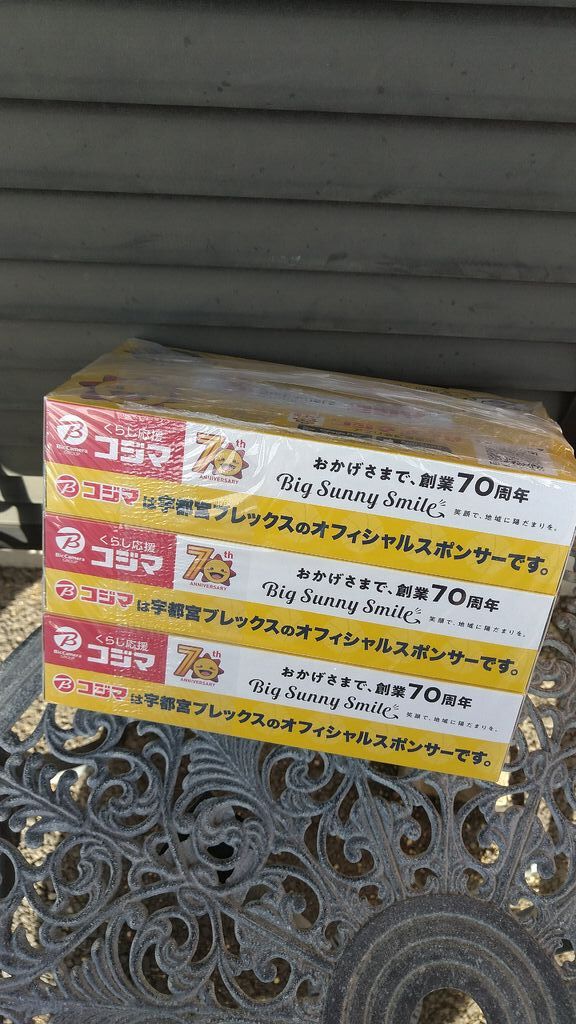 くらし応援
コジマ
BicCamera
70th
ANNIVERSARY
おかげさまで、創業70周年
Big Sunny Smile
笑顔で、地域に陽だまりを。
コジマは宇都宮ブレックスのオフィシャルスポンサーです。
くらし応援
コジマ
BicCamera
70th
ANNIVERSARY
おかげさまで、創業70周年
Big Sunny Smile
笑顔で、地域に陽だまりを。
コジマは宇都宮ブレックスのオフィシャルスポンサーです。
くらし応援
コジマ
BicCamera
70th
ANNIVERSARY
おかげさまで、創業70周年
Big Sunny Smile
笑顔で、地域に陽だまりを。
コジマは宇都宮ブレックスのオフィシャルスポンサーです。